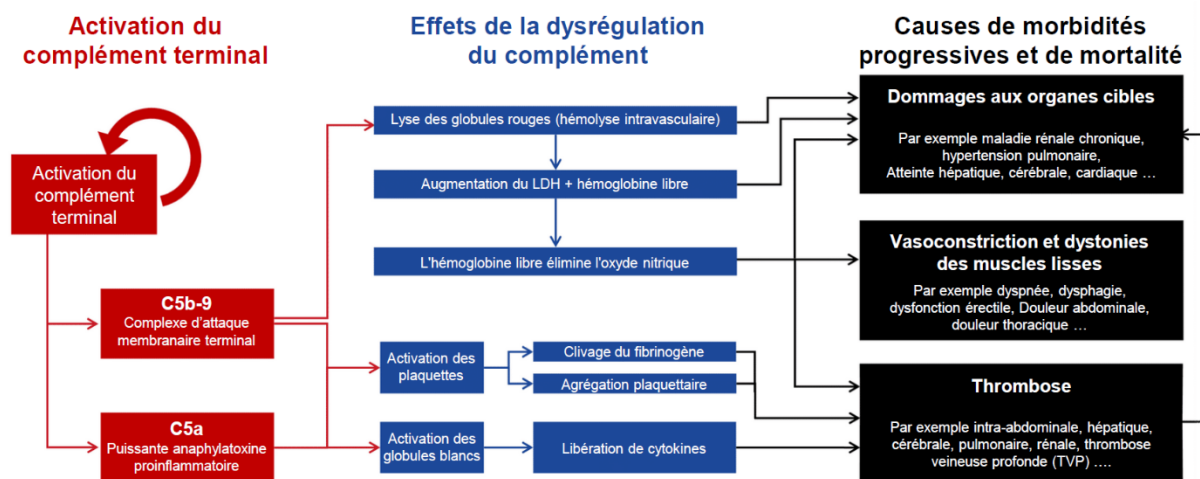 Activation du
complément terminal
Effets de la dysrégulation
du complément
Causes de morbidités
progressives et de mortalité
Activation du
complément
terminal
C5b-9
Complexe d'attaque
membranaire terminal
C5a
Puissante anaphylatoxine
proinflammatoire
Lyse des globules rouges (hémolyse intravasculaire)
Augmentation du LDH + hémoglobine libre
L'hémoglobine libre élimine l'oxyde nitrique
Activation des
plaquettes
Clivage du fibrinogène
Agrégation plaquettaire
Activation des
globules blancs
Libération de cytokines
Dommages aux organes cibles
Par exemple maladie rénale chronique,
hypertension pulmonaire,
Atteinte hépatique, cérébrale, cardiaque …
Vasoconstriction et dystonies
des muscles lisses
Par exemple dyspnée, dysphagie,
dysfonction érectile, Douleur abdominale,
douleur thoracique …
Thrombose
Par exemple intra-abdominale, hépatique,
cérébrale, pulmonaire, rénale, thrombose
veineuse profonde (TVP) ….